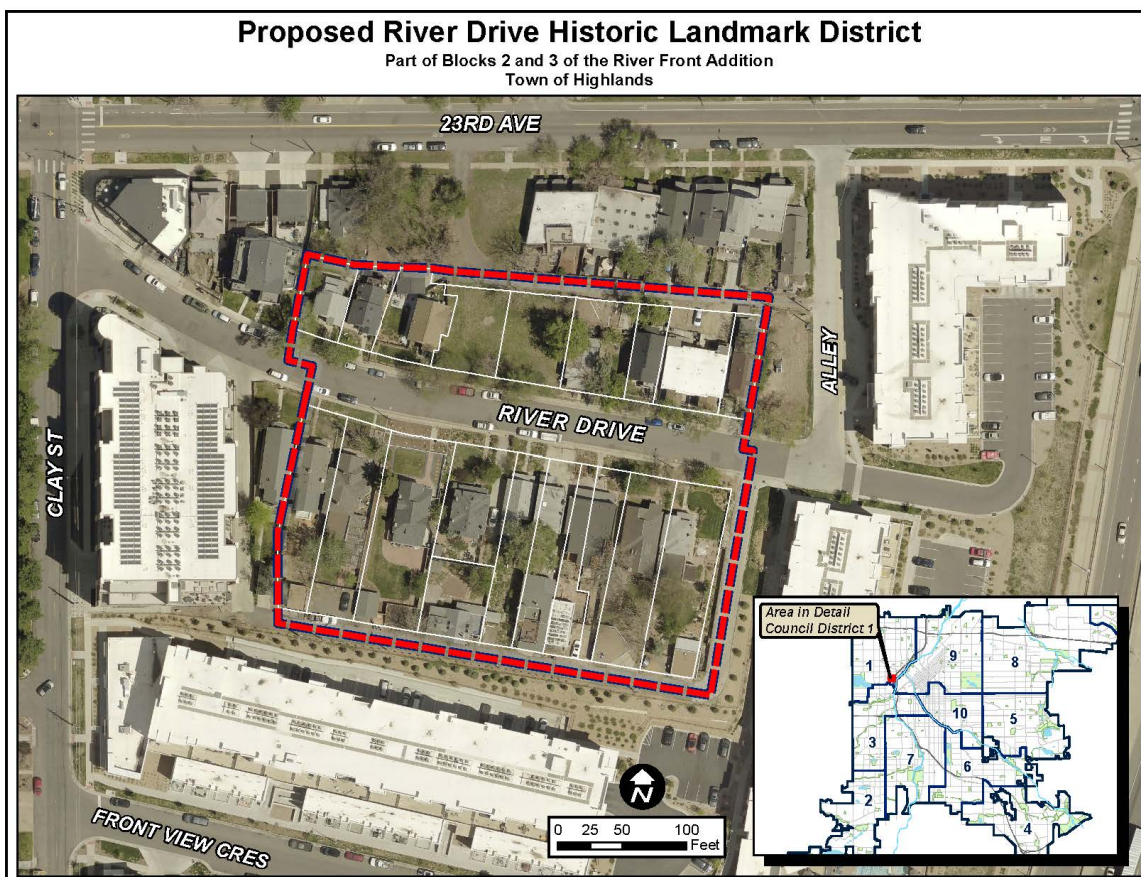 Proposed River Drive Historic Landmark District
Part of Blocks 2 and 3 of the River Front Addition
Town of Highlands
23RD AVE
ALLEY
RIVER DRIVE
CLAY ST
FRONT VIEW CRES
N
0 25 50 100
Feet
Area in Detail
Council District 1
1
9
8
10
5
3
7
6
2
4